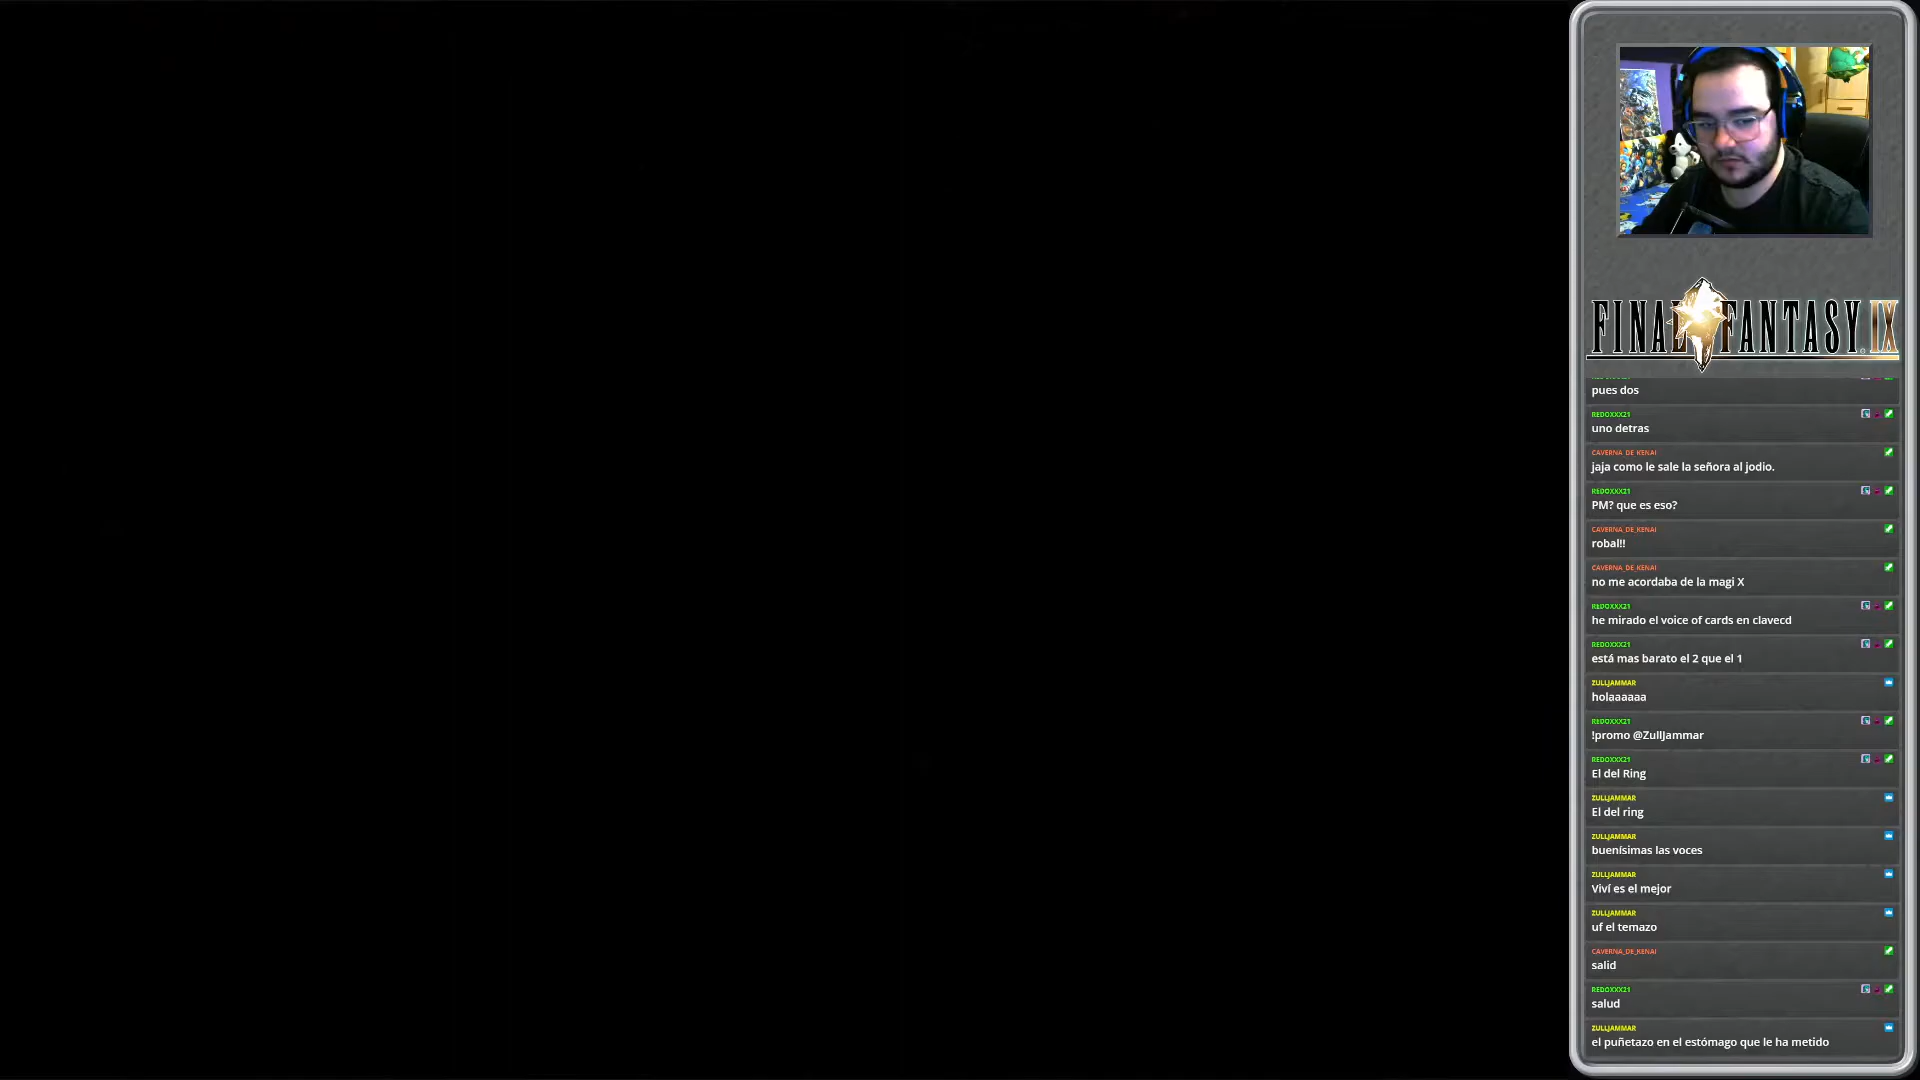 FINAL FANTASY IX
pues dos
REDOXXX21
uno detras
CAVERNA_DE_KENAI
jaja como le sale la señora al jodio.
REDOXXX21
PM? que es eso?
CAVERNA_DE_KENAI
robal!!
CAVERNA_DE_KENAI
no me acordaba de la magi X
REDOXXX21
he mirado el voice of cards en clavecd
REDOXXX21
está mas barato el 2 que el 1
ZULLJAMMAR
holaaaaaa
REDOXXX21
!promo @ZullJammar
REDOXXX21
El del Ring
ZULLJAMMAR
El del ring
ZULLJAMMAR
buenísimas las voces
ZULLJAMMAR
Viví es el mejor
ZULLJAMMAR
uf el temazo
CAVERNA_DE_KENAI
salid
REDOXXX21
salud
ZULLJAMMAR
el puñetazo en el estómago que le ha metido